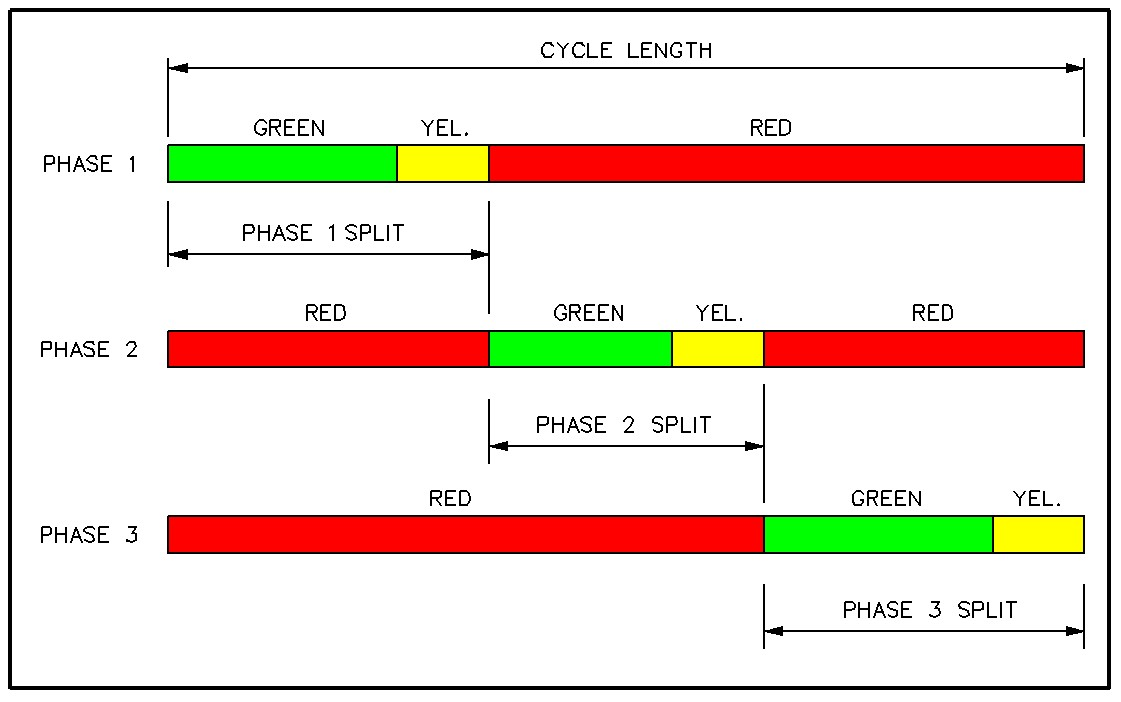 CYCLE LENGTH
GREEN YEL. RED
PHASE 1
PHASE 1 SPLIT
RED GREEN YEL. RED
PHASE 2
PHASE 2 SPLIT
RED GREEN YEL.
PHASE 3
PHASE 3 SPLIT